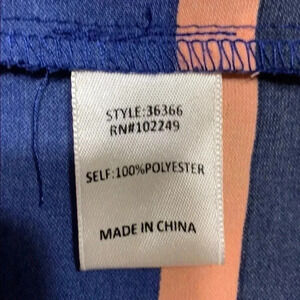 STYLE:36366
RN#102249
SELF:100%POLYESTER
MADE IN CHINA